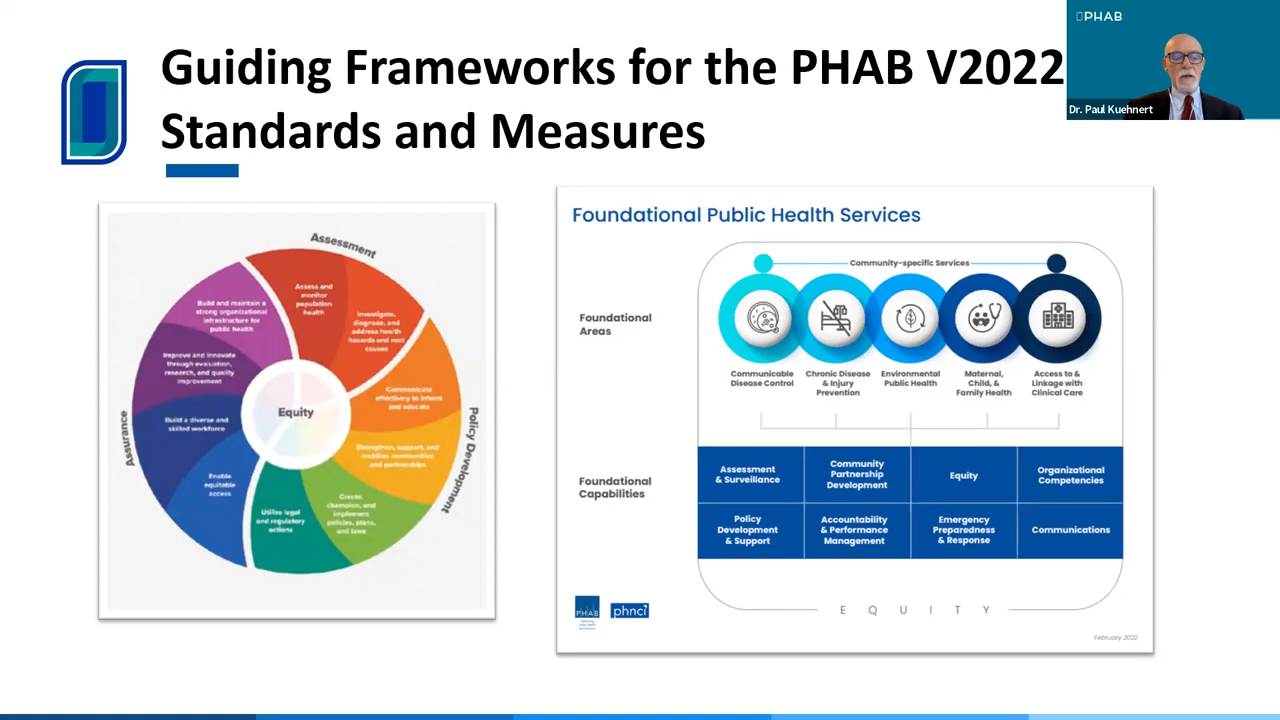 Guiding Frameworks for the PHAB V2022
Standards and Measures
PHAB
Dr. Paul Kuehnert
Assessment
Policy Development
Assurance
Assess and
monitor
population
health
Investigate,
diagnose, and
address health
hazards and root
causes
Communicate
effectively to inform
and educate
Strengthen, support, and
mobilize communities
and partnerships
Create,
champion, and
implement
policies, plans,
and laws
Utilize legal
and regulatory
actions
Enable
equitable
access
Build a diverse and
skilled workforce
Improve and innovate
through evaluation,
research, and quality
improvement
Build and maintain a
strong organizational
infrastructure for
public health
Equity
Foundational Public Health Services
Community-specific Services
Foundational
Areas
Communicable
Disease Control
Chronic Disease
& Injury
Prevention
Environmental
Public Health
Maternal,
Child, &
Family Health
Access to &
Linkage with
Clinical Care
Foundational
Capabilities
Assessment
& Surveillance
Community
Partnership
Development
Equity
Organizational
Competencies
Policy
Development
& Support
Accountability
& Performance
Management
Emergency
Preparedness
& Response
Communications
EQUITY
PHAB
phnci
February 2022